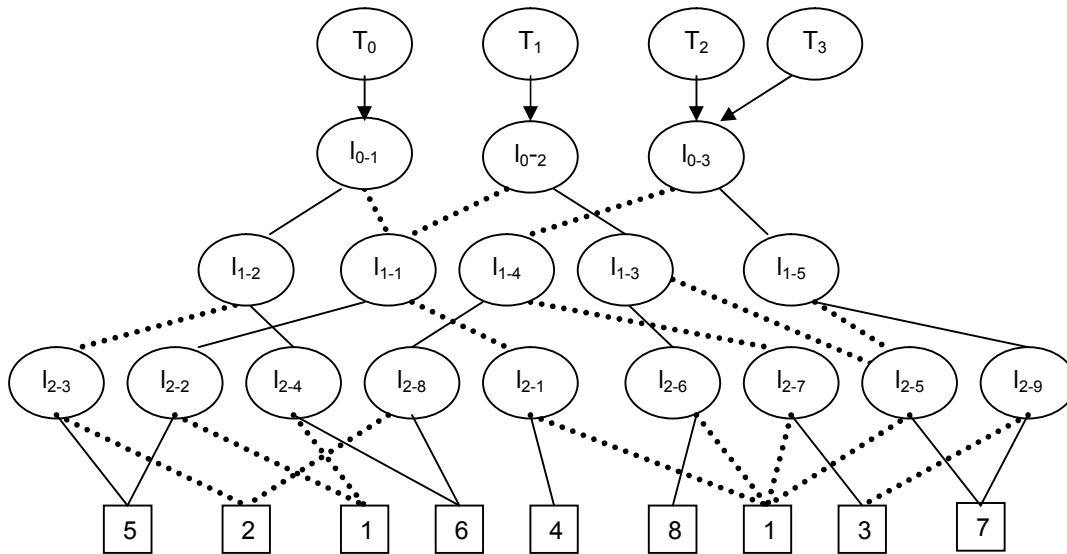 T₀ T₁ T₂ T₃
I₀₋₁ I₀₋₂ I₀₋₃
I₁₋₂ I₁₋₁ I₁₋₄ I₁₋₃ I₁₋₅
I₂₋₃ I₂₋₂ I₂₋₄ I₂₋₈ I₂₋₁ I₂₋₆ I₂₋₇ I₂₋₅ I₂₋₉
5 2 1 6 4 8 1 3 7